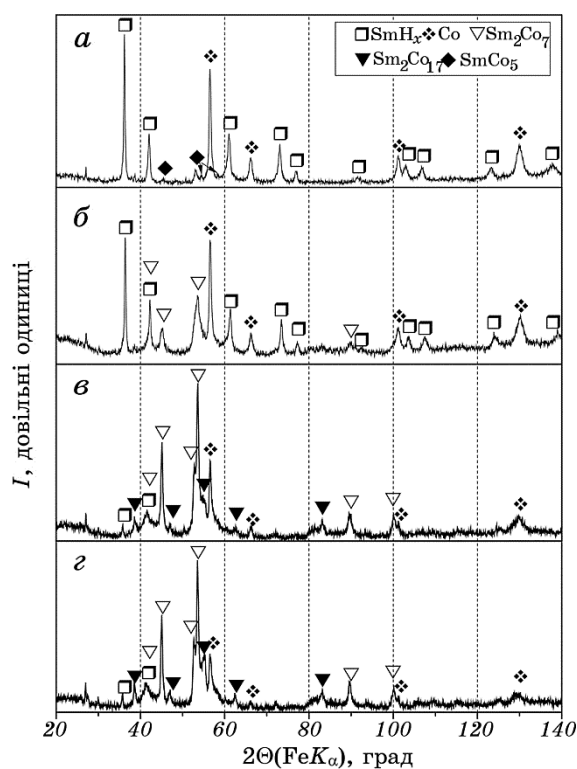 а
SmHₓ Co Sm₂Co₇
Sm₂Co₁₇ SmCo₅
б
в
г
I, довільні одиниці
20 40 60 80 100 120 140
2Θ(FeKα), град